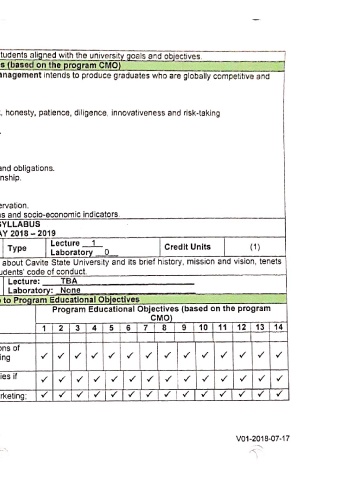 tudents aligned with the university goals and objectives.
s (based on the program CMO)
anagement intends to produce graduates who are globally competitive and
, honesty, patience, diligence, innovativeness and risk-taking
and obligations.
nship.
ervation.
ns and socio-economic indicators.
SYLLABUS
AY 2018 – 2019
Type Lecture 1 Credit Units (1)
Laboratory 0
about Cavite State University and its brief history, mission and vision, tenets
udents' code of conduct.
Lecture: TBA
Laboratory: None
e to Program Educational Objectives
Program Educational Objectives (based on the program
CMO)
1 2 3 4 5 6 7 8 9 10 11 12 13 14
ons of ✓ ✓ ✓ ✓ ✓ ✓ ✓ ✓ ✓ ✓ ✓ ✓ ✓ ✓
ing
ies if ✓ ✓ ✓ ✓ ✓ ✓ ✓ ✓ ✓ ✓ ✓ ✓ ✓ ✓
rketing; ✓ ✓ ✓ ✓ ✓ ✓ ✓ ✓ ✓ ✓ ✓ ✓ ✓ ✓
V01-2018-07-17